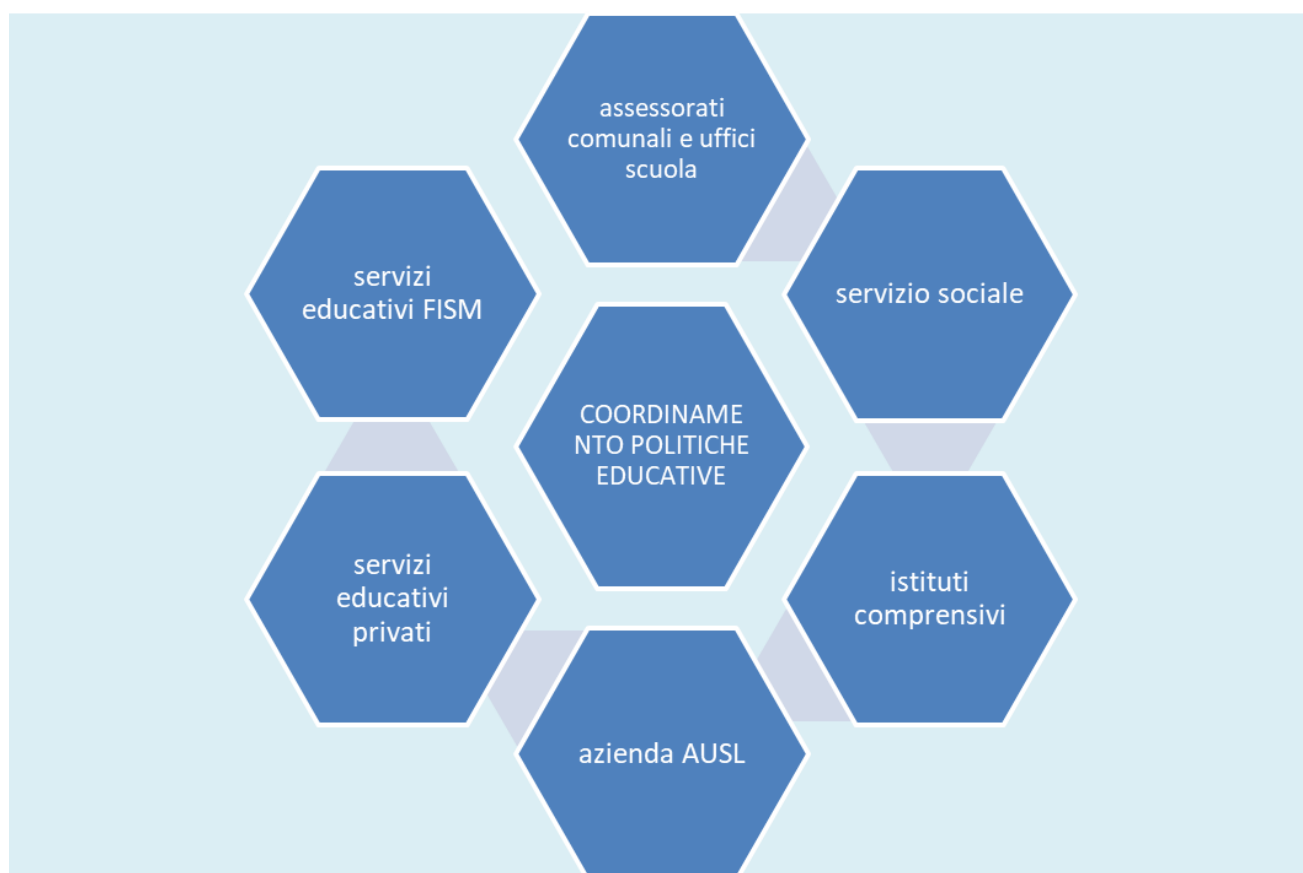 assessorati
comunali e uffici
scuola
servizi
educativi FISM
servizio sociale
COORDINAME
NTO POLITICHE
EDUCATIVE
servizi
educativi
privati
istituti
comprensivi
azienda AUSL